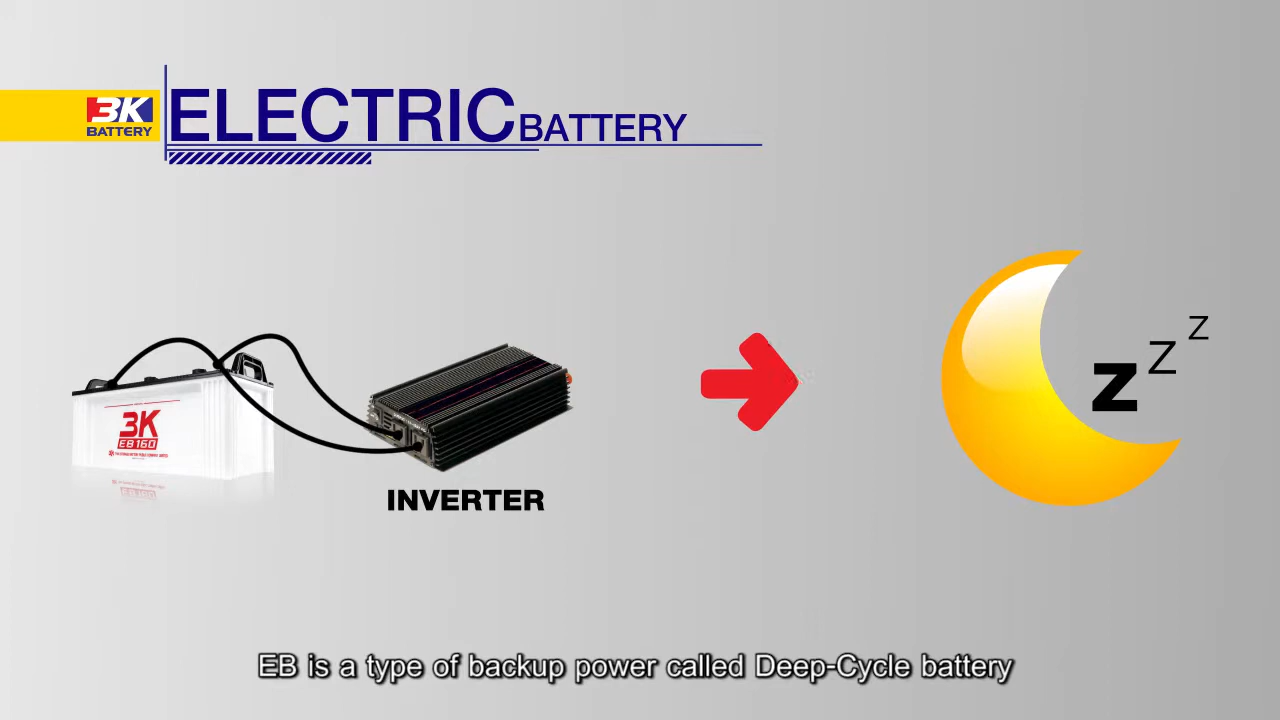 3K
BATTERY
ELECTRIC BATTERY
3K
EB160
INVERTER
z z z
EB is a type of backup power called Deep-Cycle battery